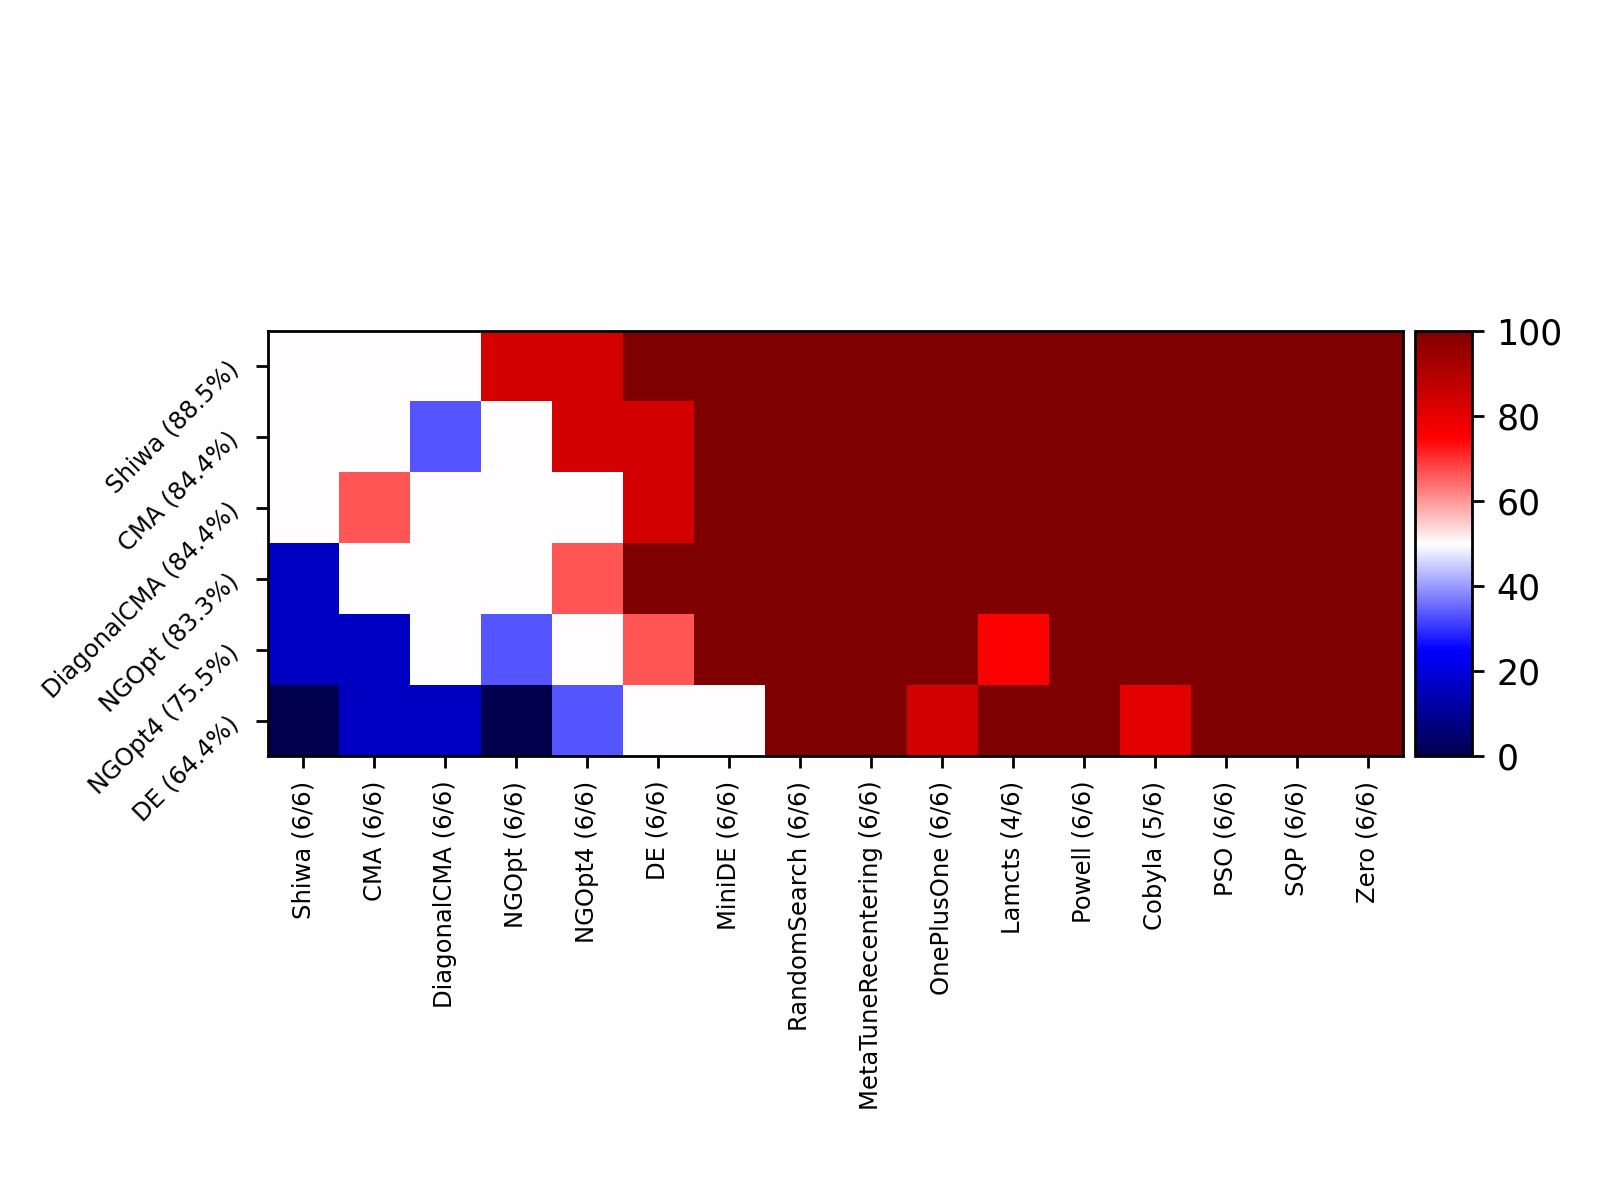 Shiwa (88.5%)
CMA (84.4%)
DiagonalCMA (84.4%)
NGOpt (83.3%)
NGOpt4 (75.5%)
DE (64.4%)
Shiwa (6/6)
CMA (6/6)
DiagonalCMA (6/6)
NGOpt (6/6)
NGOpt4 (6/6)
DE (6/6)
MiniDE (6/6)
RandomSearch (6/6)
MetaTuneRecentering (6/6)
OnePlusOne (6/6)
Lamcts (4/6)
Powell (6/6)
Cobyla (5/6)
PSO (6/6)
SQP (6/6)
Zero (6/6)
100
80
60
40
20
0